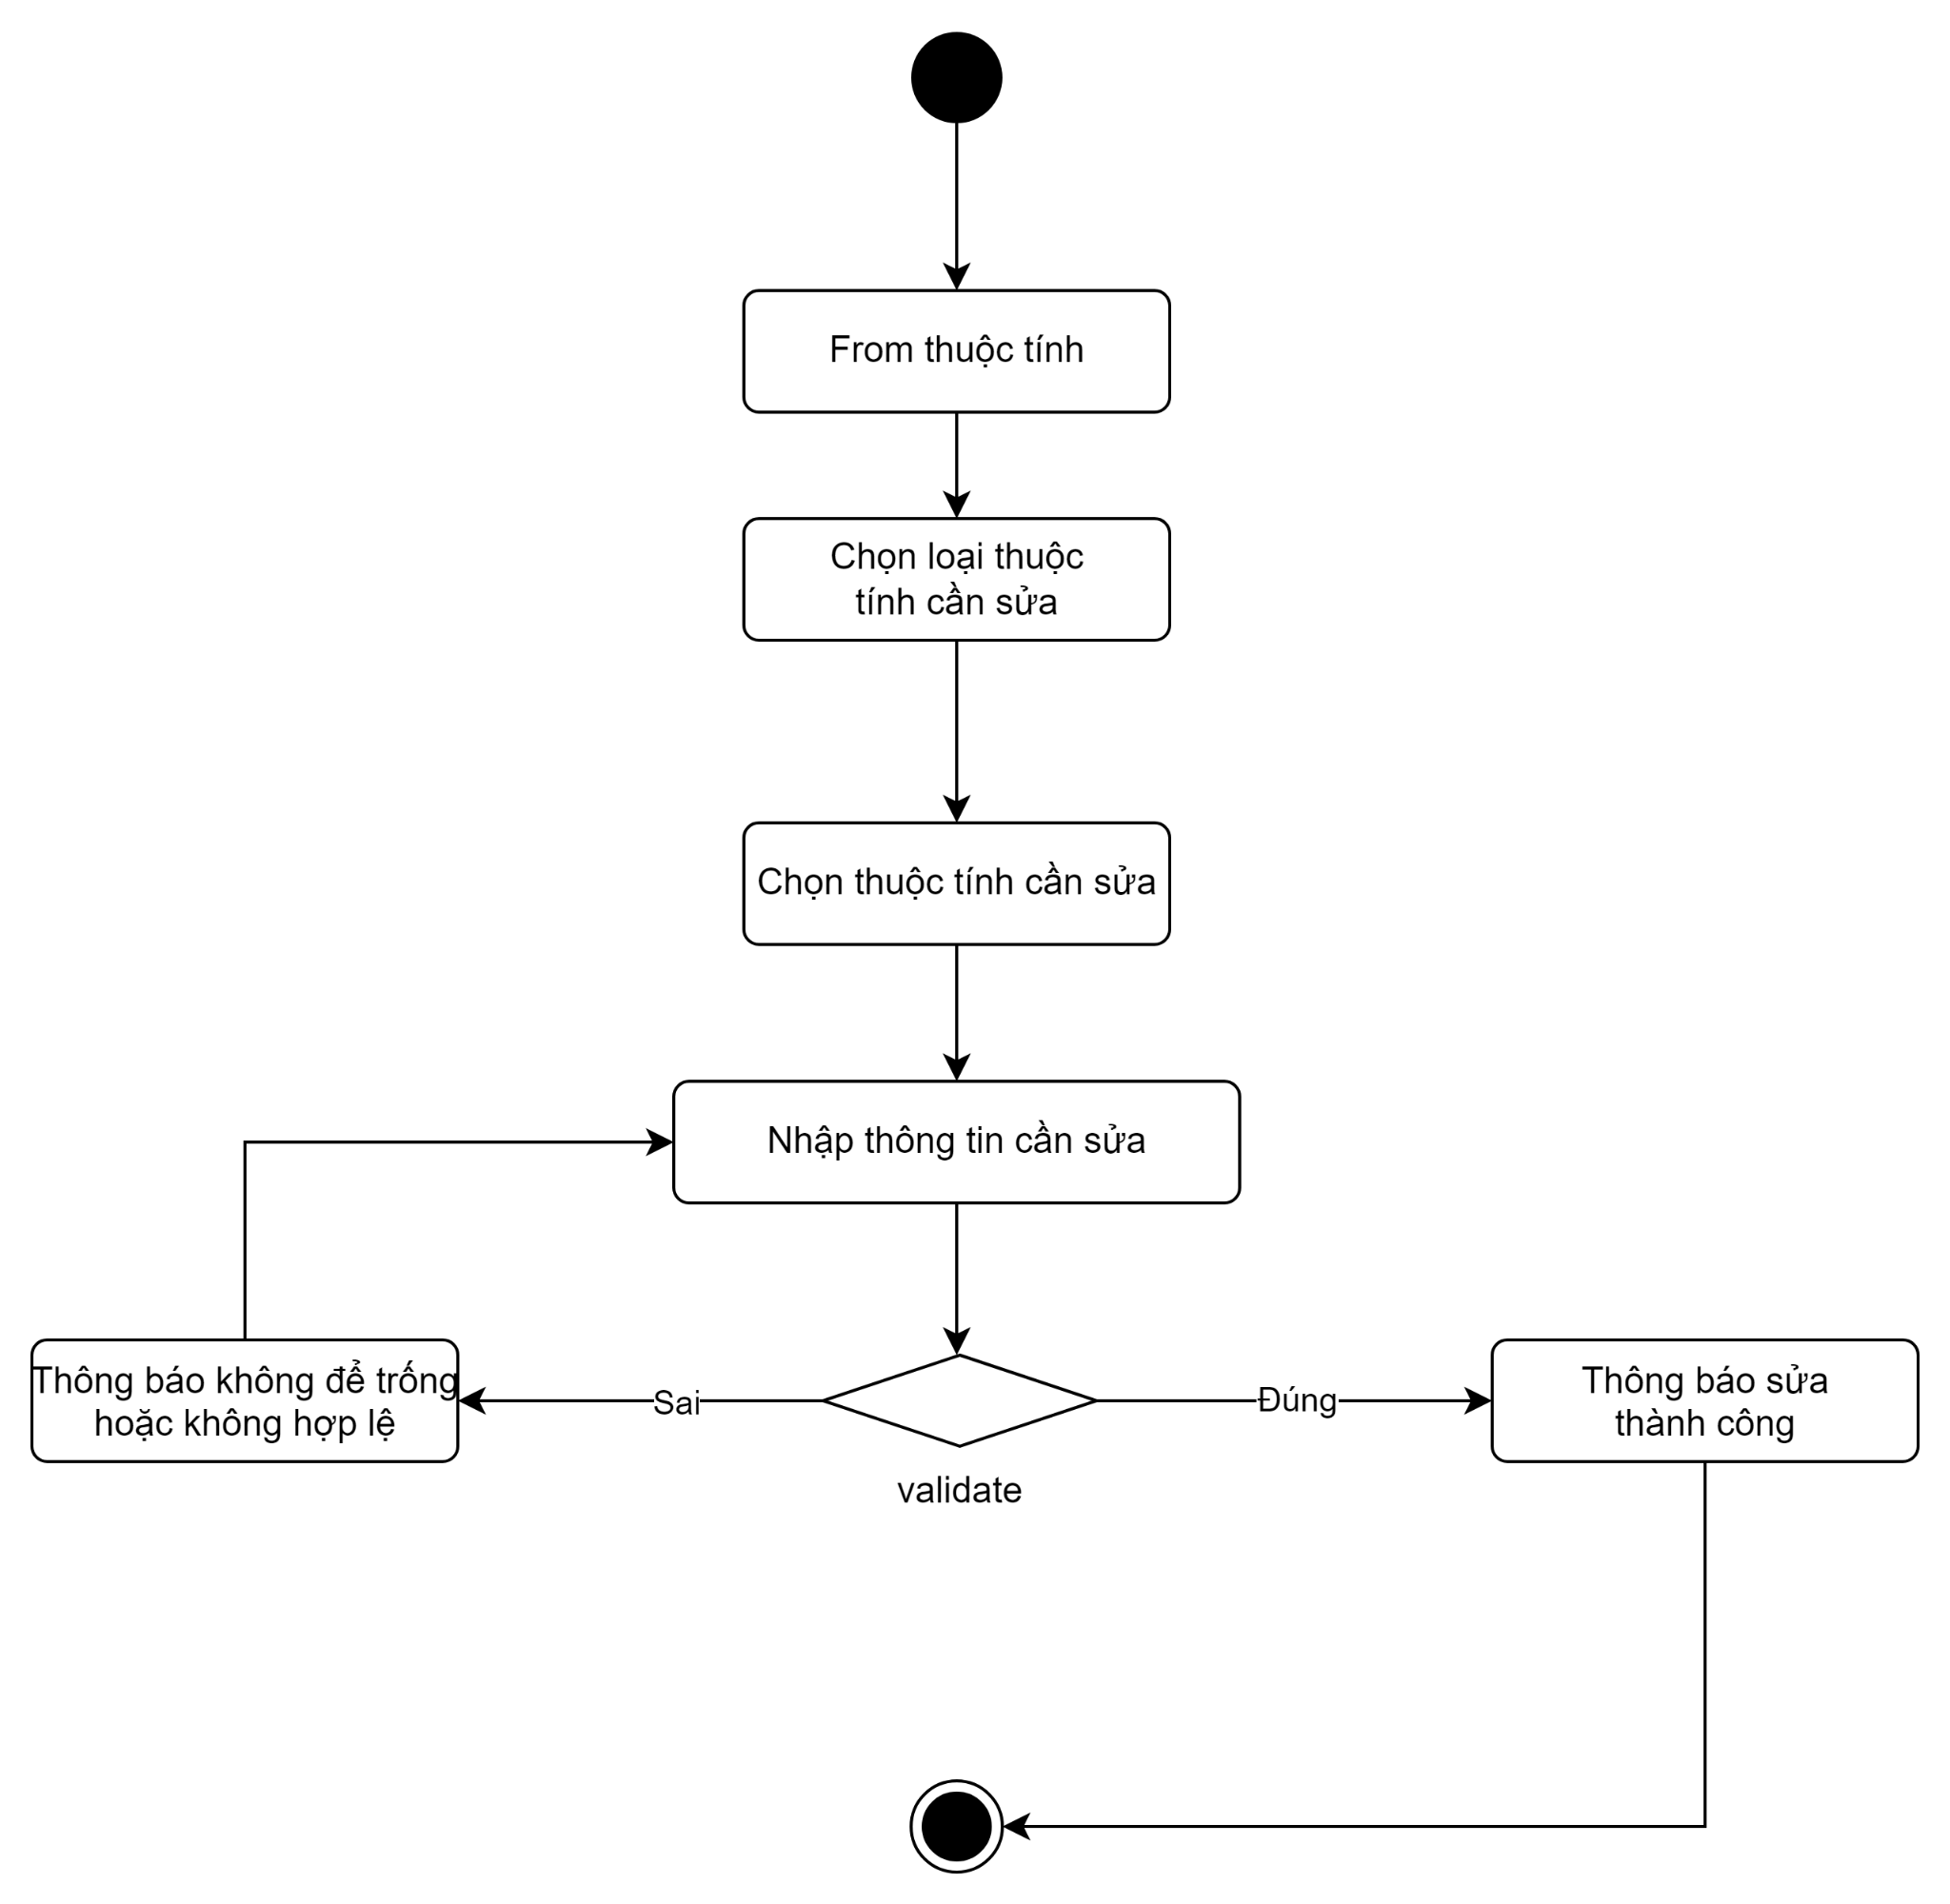 From thuộc tính
Chọn loại thuộc
tính cần sửa
Chọn thuộc tính cần sửa
Nhập thông tin cần sửa
Thông báo không để trống
hoặc không hợp lệ
Sai
Đúng
Thông báo sửa
thành công
validate